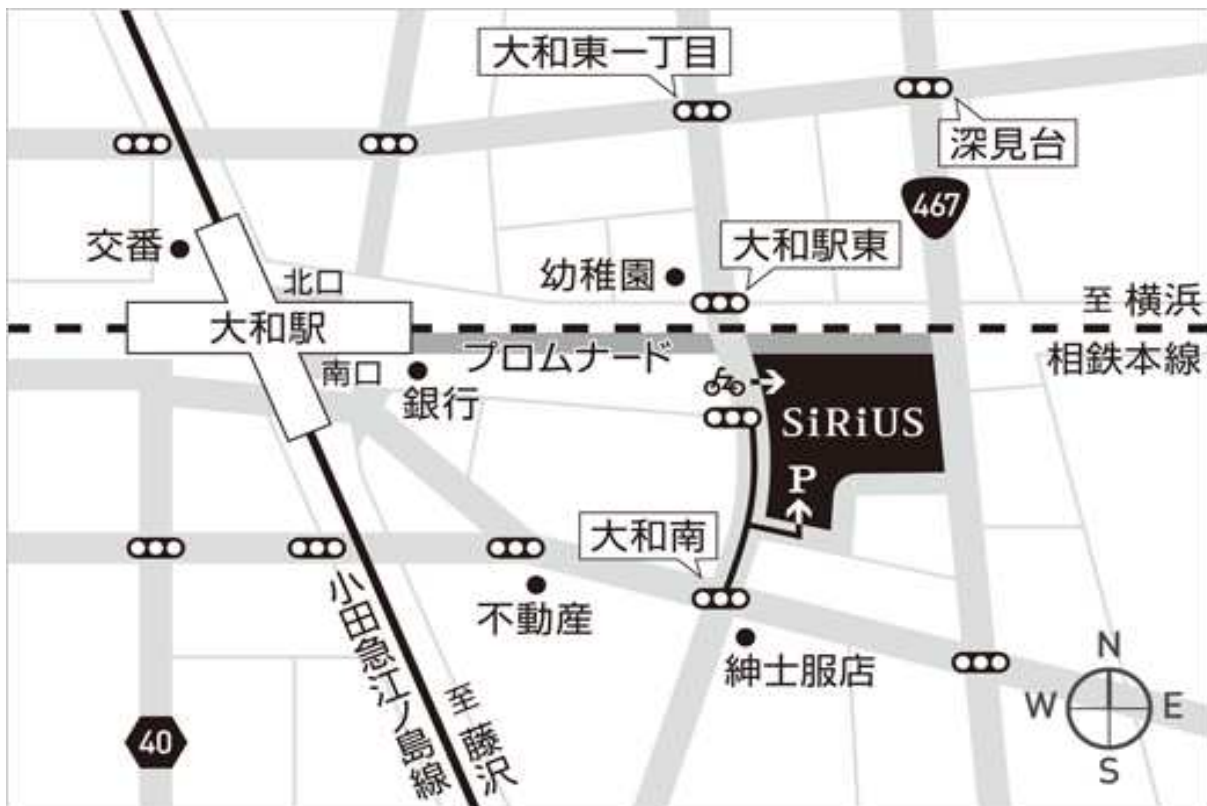 大和東一丁目
深見台
467
交番
北口
幼稚園
大和駅東
至 横浜
大和駅
プロムナード
相鉄本線
南口
銀行
SiRiUS
P
大和南
不動産
紳士服店
小田急江ノ島線
至 藤沢
40
N
W
E
S